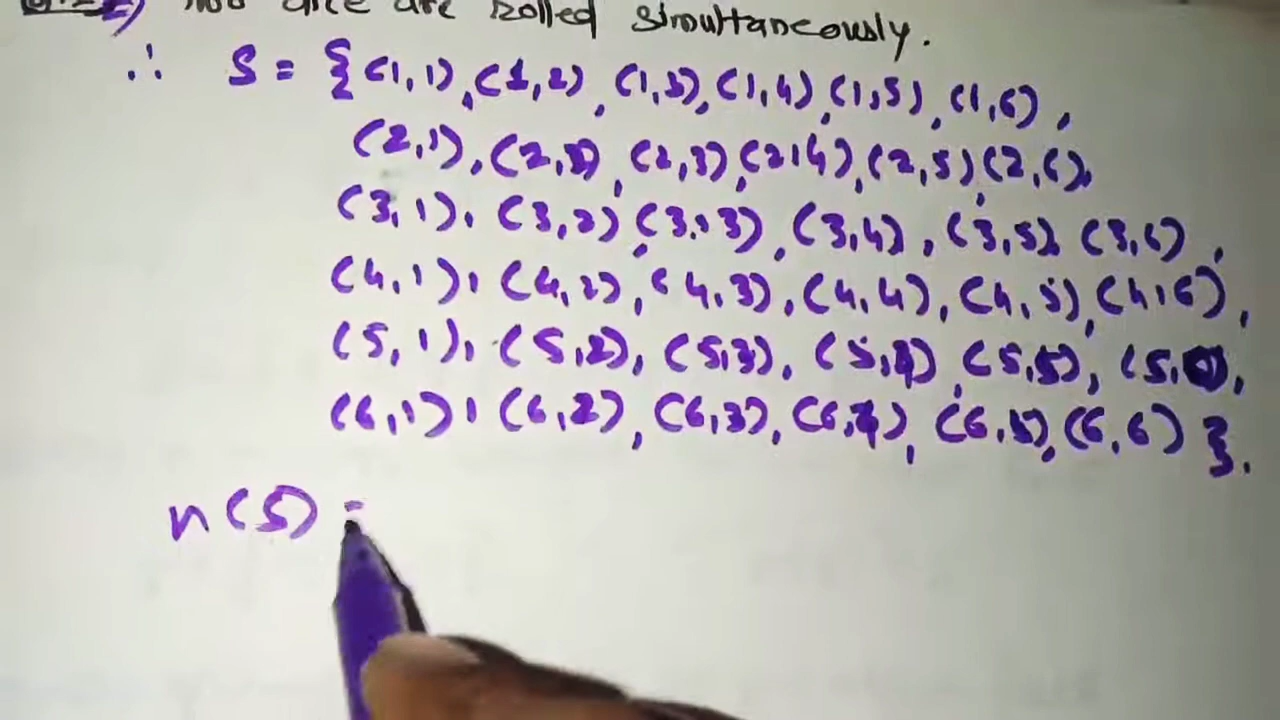 Two dice are rolled simultaneously.
∴ S = {(1,1), (1,2), (1,3), (1,4), (1,5), (1,6),
(2,1), (2,2), (2,3), (2,4), (2,5), (2,6),
(3,1), (3,2), (3,3), (3,4), (3,5), (3,6),
(4,1), (4,2), (4,3), (4,4), (4,5), (4,6),
(5,1), (5,2), (5,3), (5,4), (5,5), (5,6),
(6,1), (6,2), (6,3), (6,4), (6,5), (6,6)}.
n(S) =